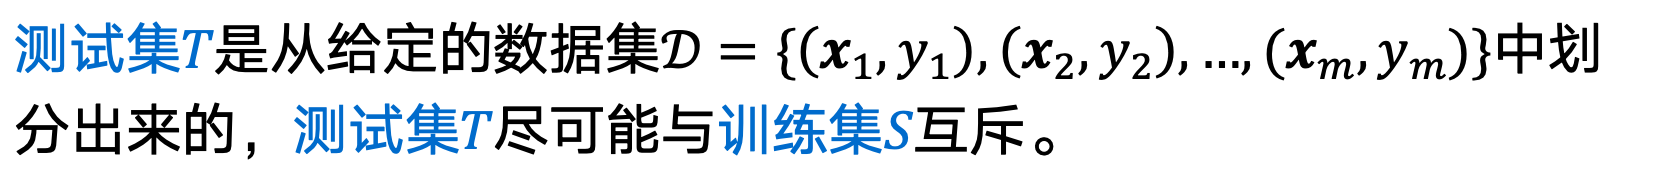 测试集T是从给定的数据集𝒟 = {(𝒙₁, y₁), (𝒙₂, y₂), …, (𝒙ₘ, yₘ)}中划
分出来的，测试集T尽可能与训练集S互斥。